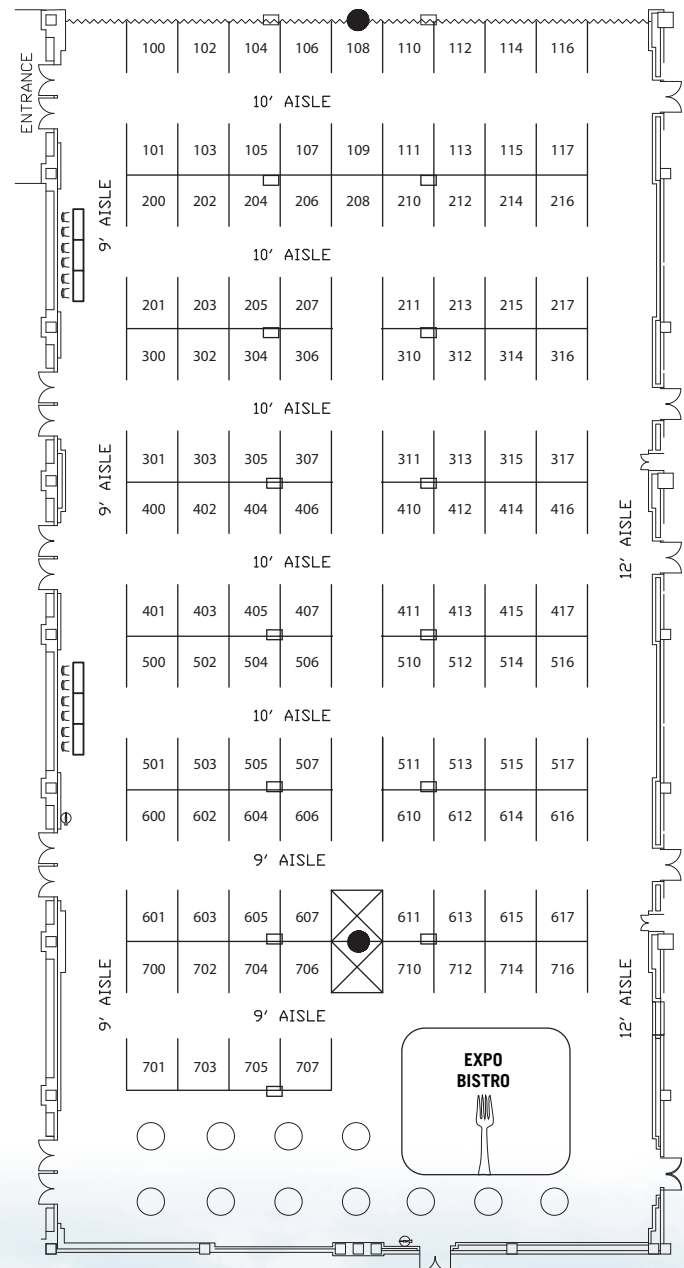 ENTRANCE
100 102 104 106 108 110 112 114 116
10' AISLE
101 103 105 107 109 111 113 115 117
200 202 204 206 208 210 212 214 216
9' AISLE
10' AISLE
201 203 205 207 211 213 215 217
300 302 304 306 310 312 314 316
10' AISLE
301 303 305 307 311 313 315 317
9' AISLE
400 402 404 406 410 412 414 416
12' AISLE
10' AISLE
401 403 405 407 411 413 415 417
500 502 504 506 510 512 514 516
10' AISLE
501 503 505 507 511 513 515 517
600 602 604 606 610 612 614 616
9' AISLE
601 603 605 607 611 613 615 617
700 702 704 706 710 712 714 716
9' AISLE
12' AISLE
9' AISLE
701 703 705 707
EXPO
BISTRO